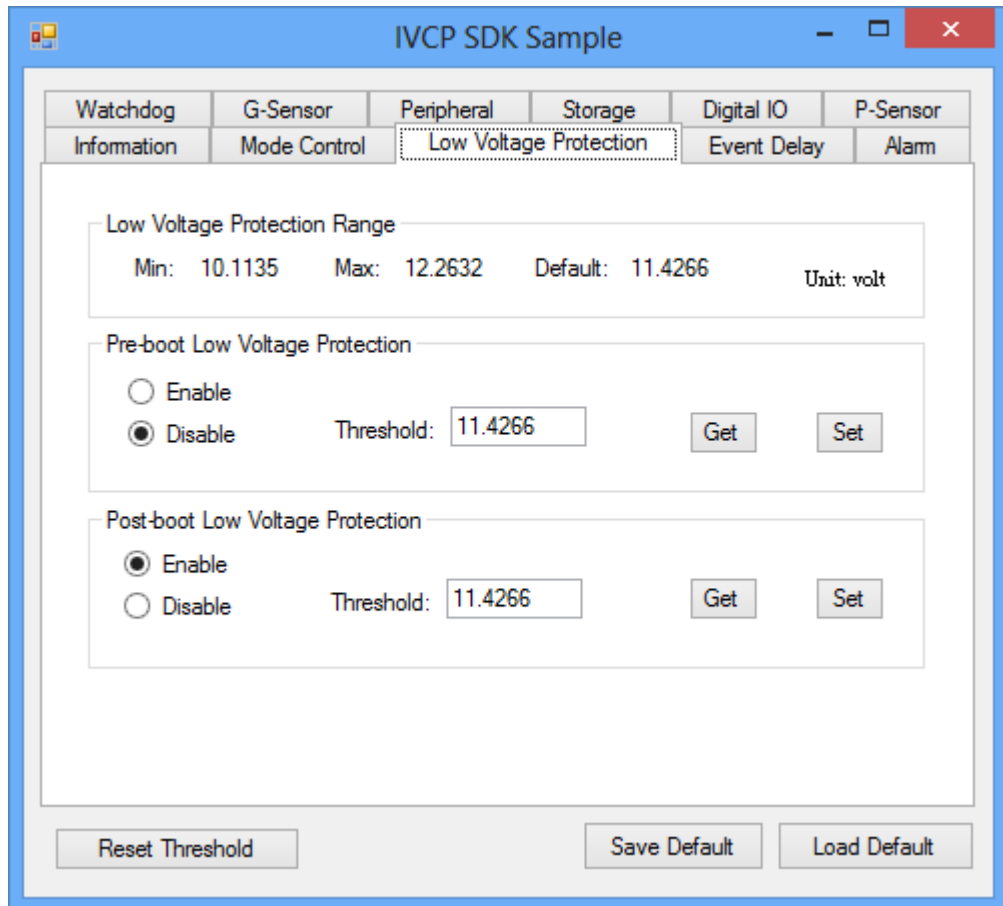 IVCP SDK Sample
Watchdog G-Sensor Peripheral Storage Digital IO P-Sensor
Information Mode Control Low Voltage Protection Event Delay Alarm
Low Voltage Protection Range
Min: 10.1135 Max: 12.2632 Default: 11.4266 Unit: volt
Pre-boot Low Voltage Protection
Enable
Disable Threshold: 11.4266 Get Set
Post-boot Low Voltage Protection
Enable
Disable Threshold: 11.4266 Get Set
Reset Threshold Save Default Load Default